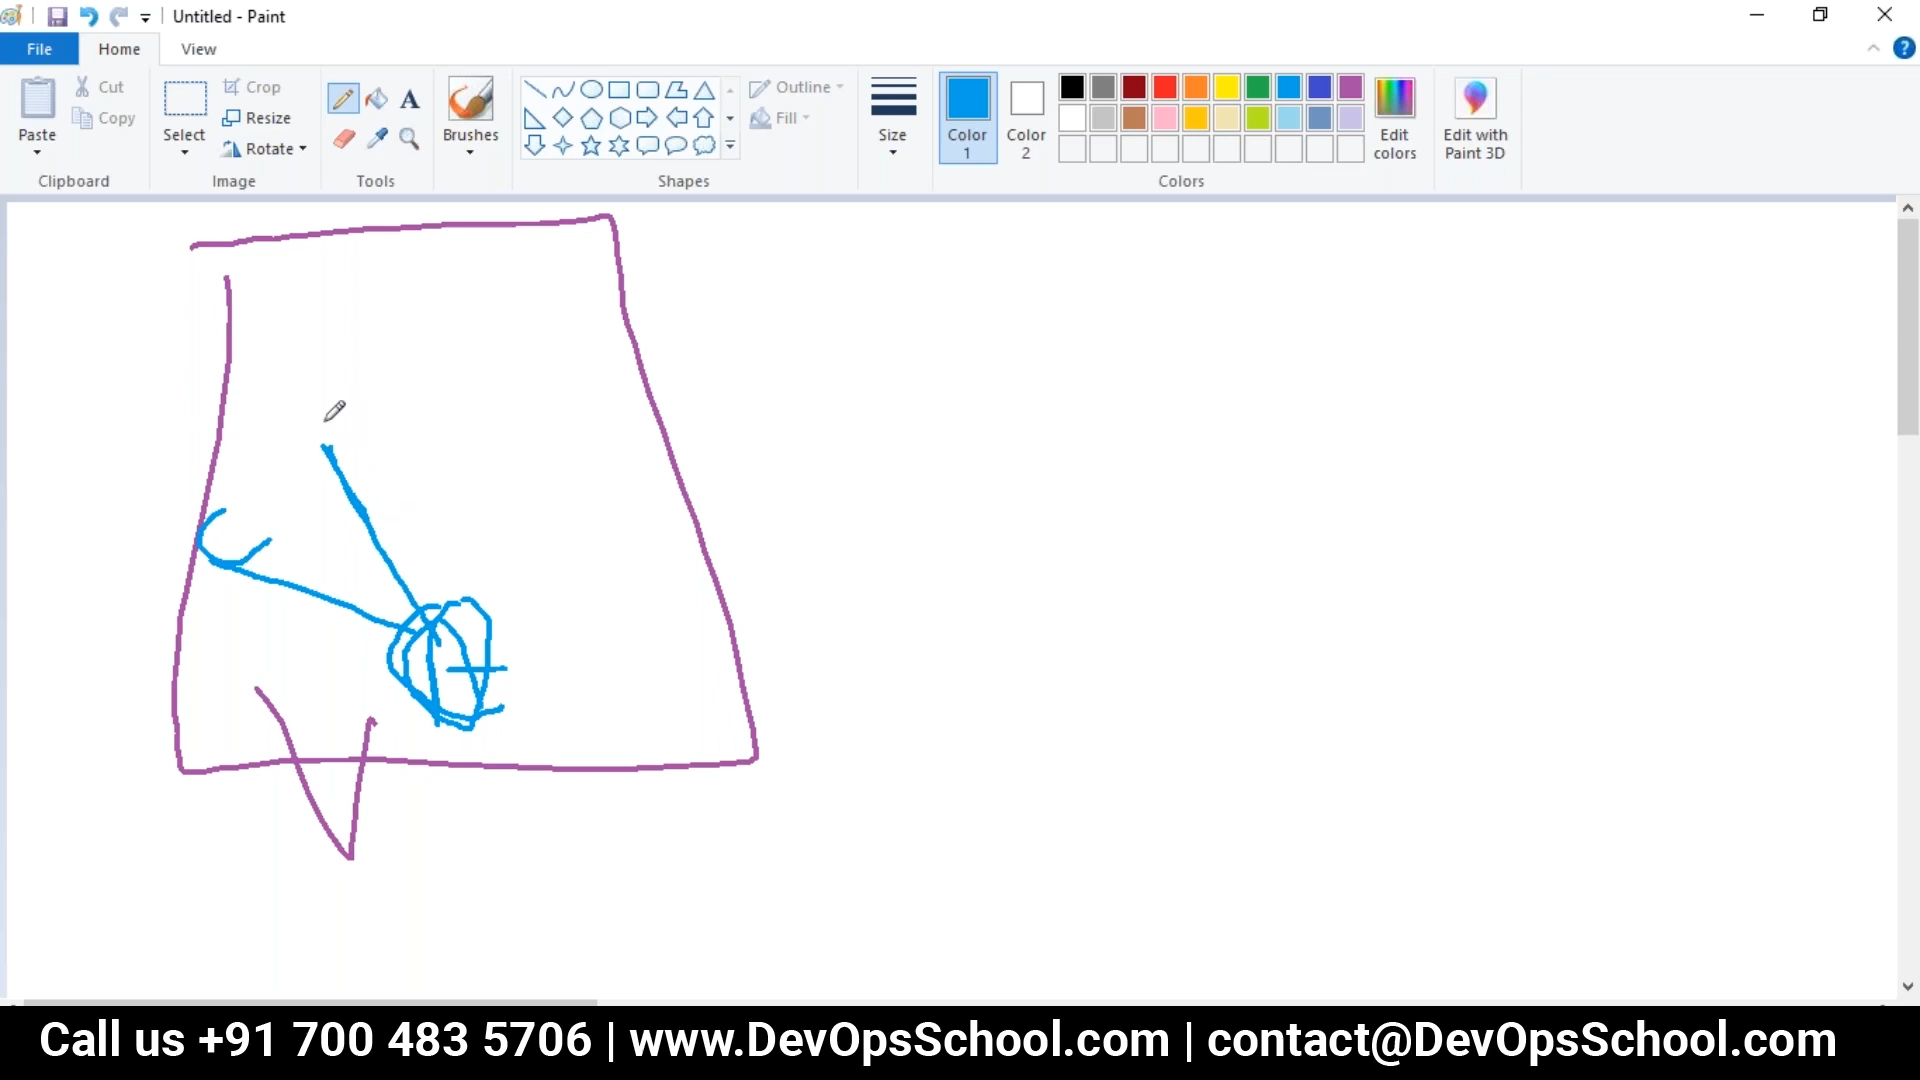 Untitled - Paint
File Home View
Paste
Cut
Copy
Clipboard
Select
Crop
Resize
Rotate
Image
A
Tools
Brushes
Outline
Fill
Shapes
Size
Color 1
Color 2
Edit colors
Colors
Edit with Paint 3D
?
Call us +91 700 483 5706 | www.DevOpsSchool.com | contact@DevOpsSchool.com